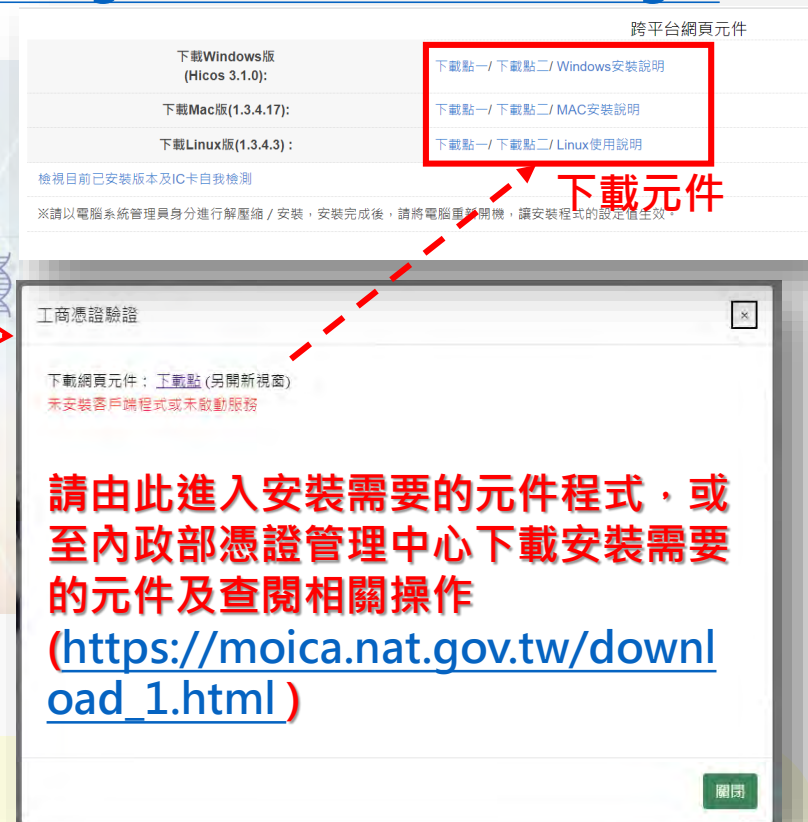 跨平台網頁元件
下載Windows版
(Hicos 3.1.0):
下載點一/ 下載點二/ Windows安裝說明
下載Mac版(1.3.4.17):
下載點一/ 下載點二/ MAC安裝說明
下載Linux版(1.3.4.3) :
下載點一/ 下載點二/ Linux使用說明
檢視目前已安裝版本及IC卡自我檢測
下載元件
※請以電腦系統管理員身分進行解壓縮 / 安裝，安裝完成後，請將電腦重新開機，讓安裝程式的設定值生效。
工商憑證驗證
×
下載網頁元件： 下載點 (另開新視窗)
未安裝客戶端程式或未啟動服務
請由此進入安裝需要的元件程式，或
至內政部憑證管理中心下載安裝需要
的元件及查閱相關操作
(https://moica.nat.gov.tw/downl
oad_1.html )
關閉